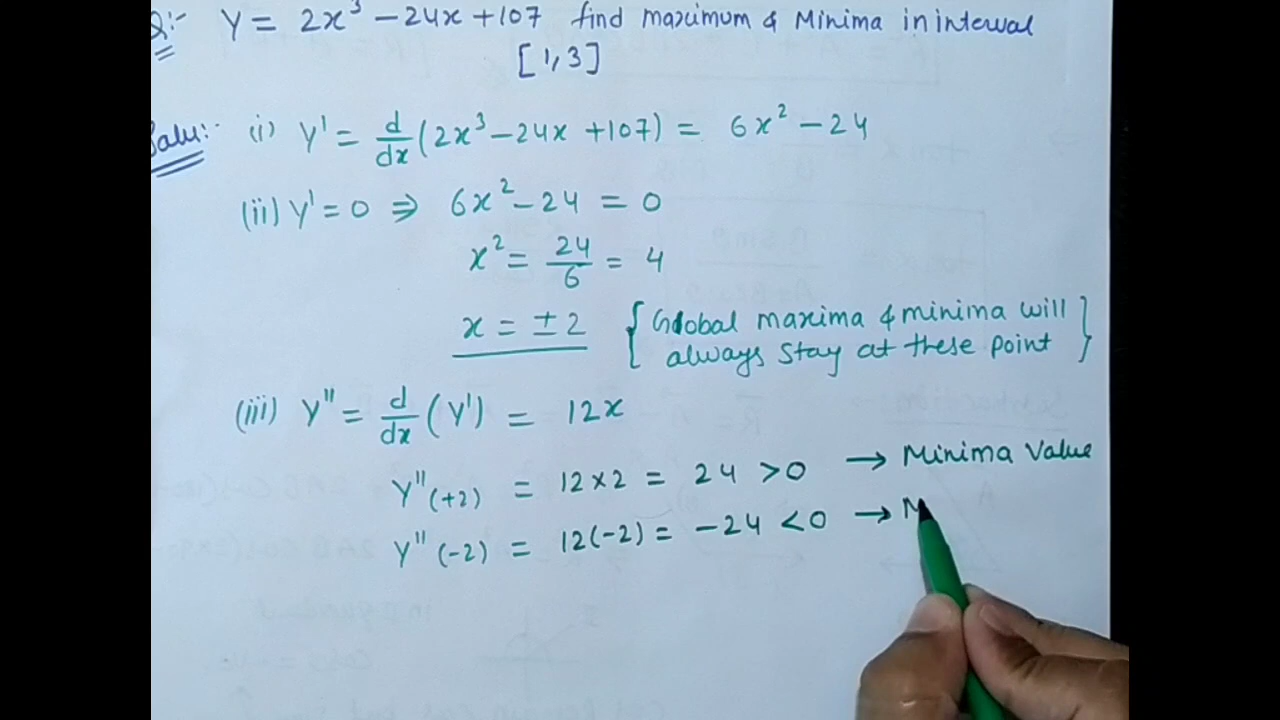 Q:- Y = 2x³ - 24x + 107 find maximum & Minima in interval
[1, 3]
Solu:- (i) Y' = d/dx (2x³ - 24x + 107) = 6x² - 24
(ii) Y' = 0 ⇒ 6x² - 24 = 0
x² = 24/6 = 4
x = ±2 { Global maxima & minima will
always stay at these point }
(iii) Y" = d/dx (Y') = 12x
Y"(+2) = 12×2 = 24 >0 → Minima Value
Y"(-2) = 12(-2) = -24 <0 → M